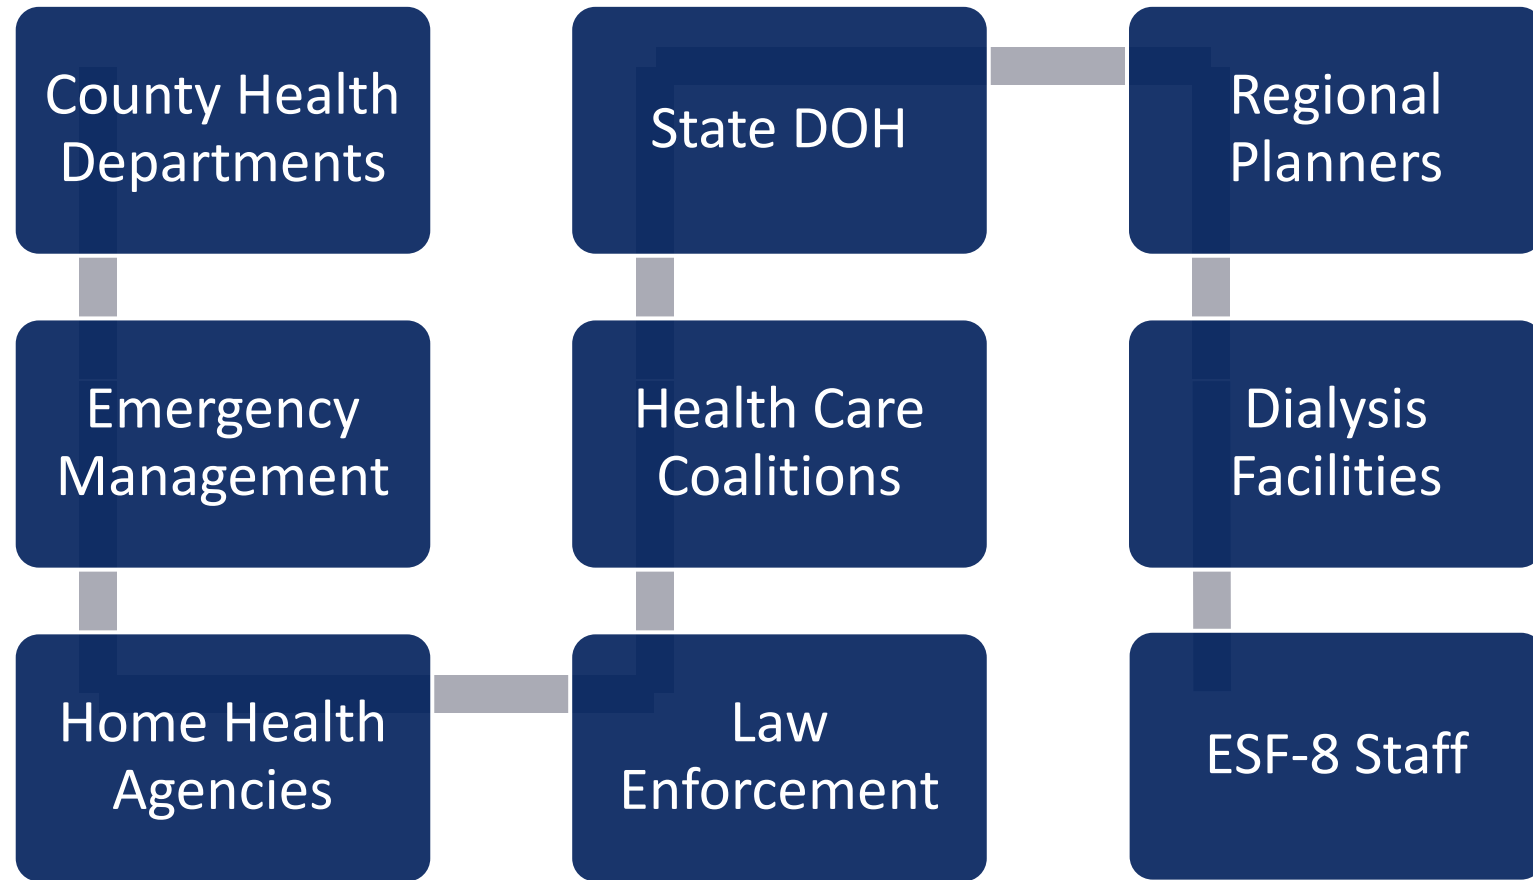 County Health
Departments
Emergency
Management
Home Health
Agencies
Law
Enforcement
Health Care
Coalitions
State DOH
Regional
Planners
Dialysis
Facilities
ESF-8 Staff